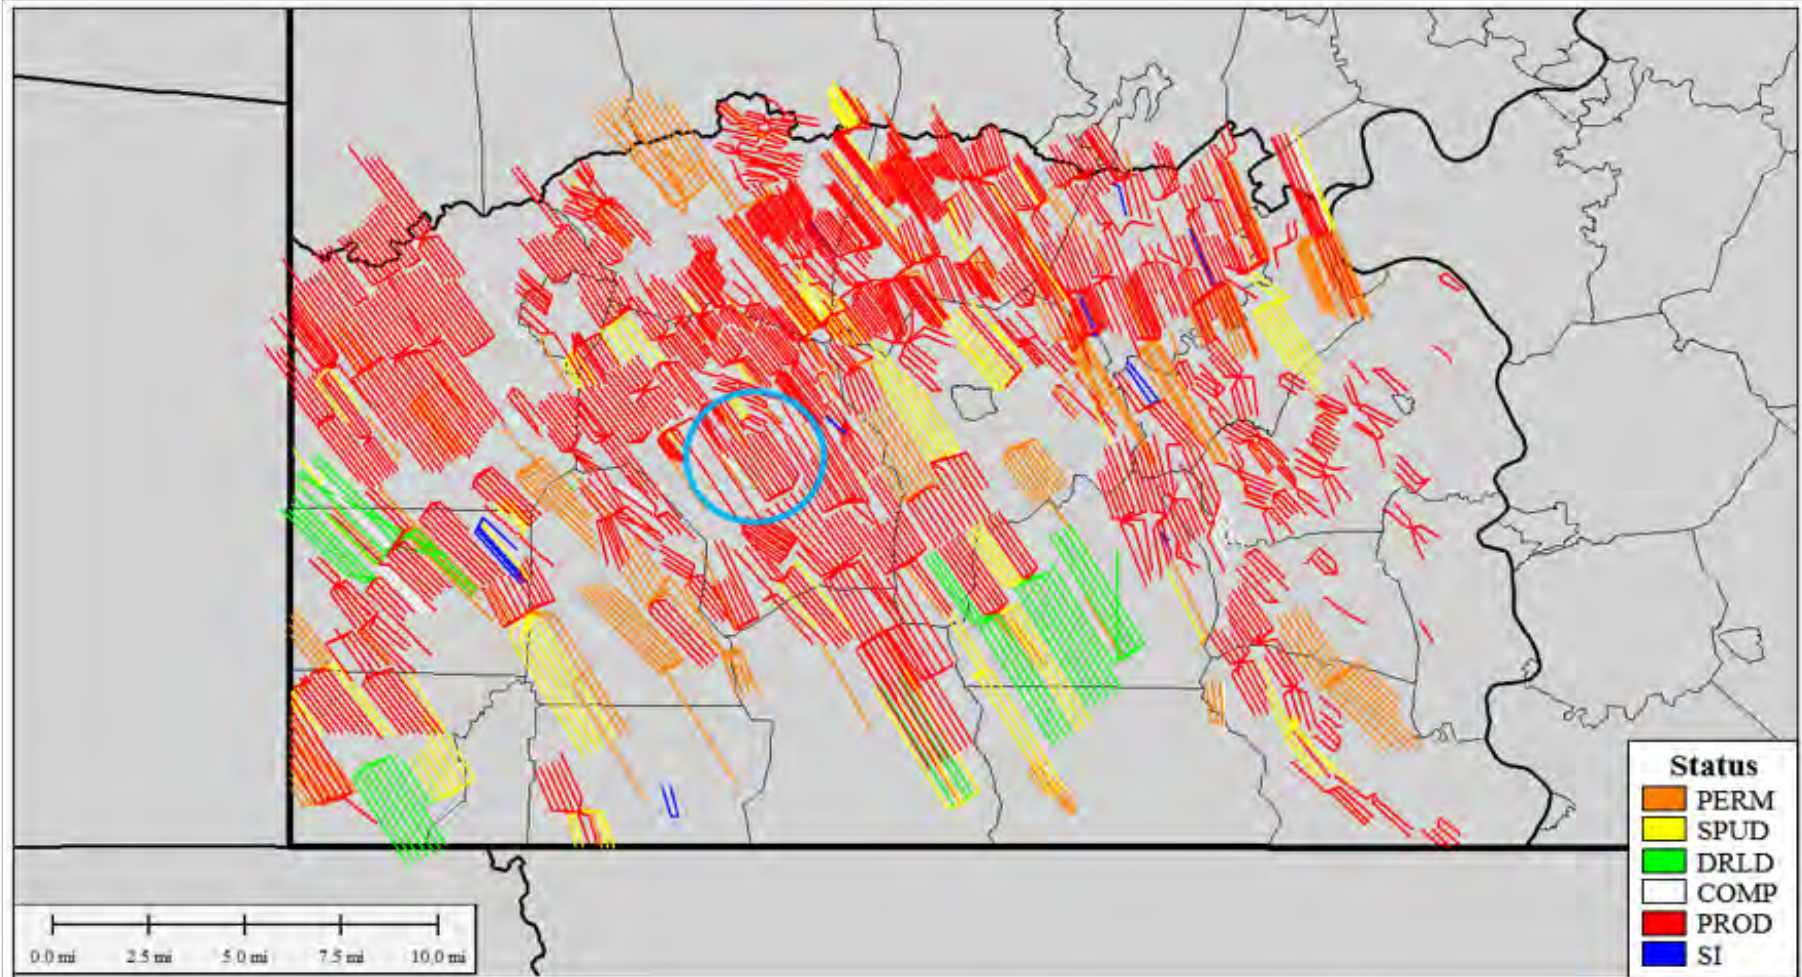 Status
PERM
SPUD
DRLD
COMP
PROD
SI
0.0 mi 2.5 mi 5.0 mi 7.5 mi 10.0 mi